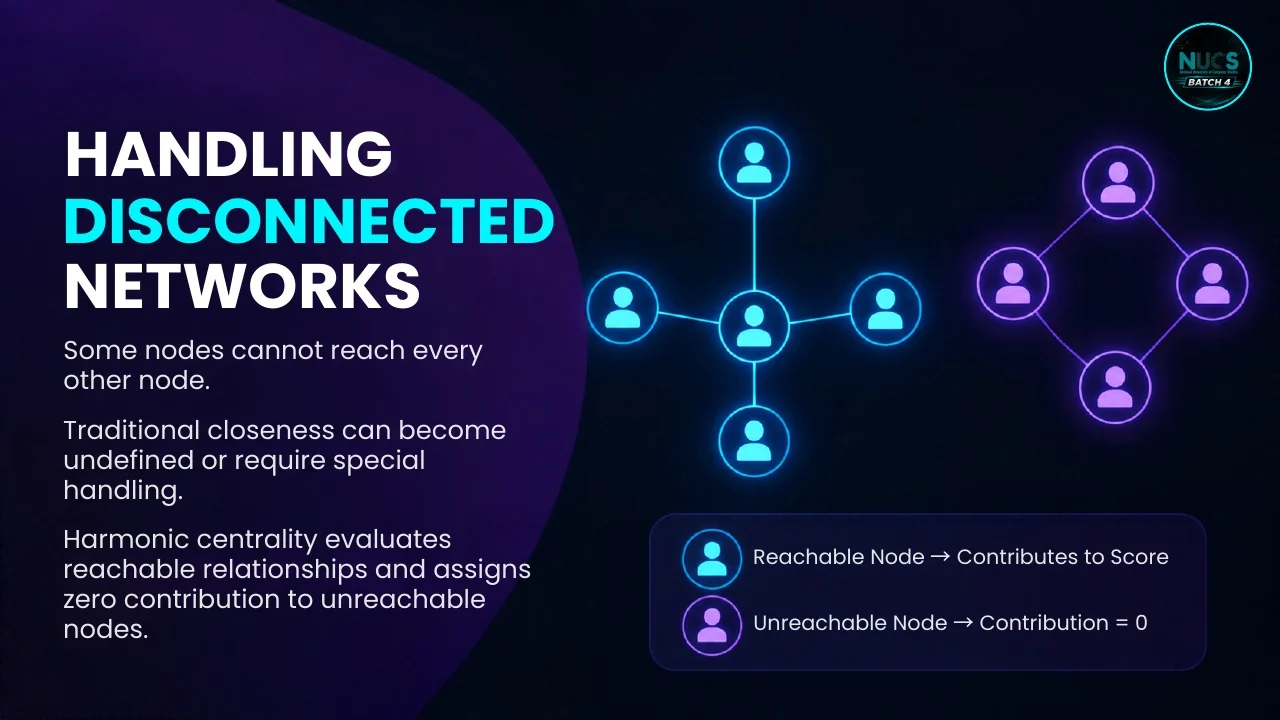 NUCS
BATCH 4
HANDLING
DISCONNECTED
NETWORKS
Some nodes cannot reach every
other node.
Traditional closeness can become
undefined or require special
handling.
Harmonic centrality evaluates
reachable relationships and assigns
zero contribution to unreachable
nodes.
Reachable Node → Contributes to Score
Unreachable Node → Contribution = 0